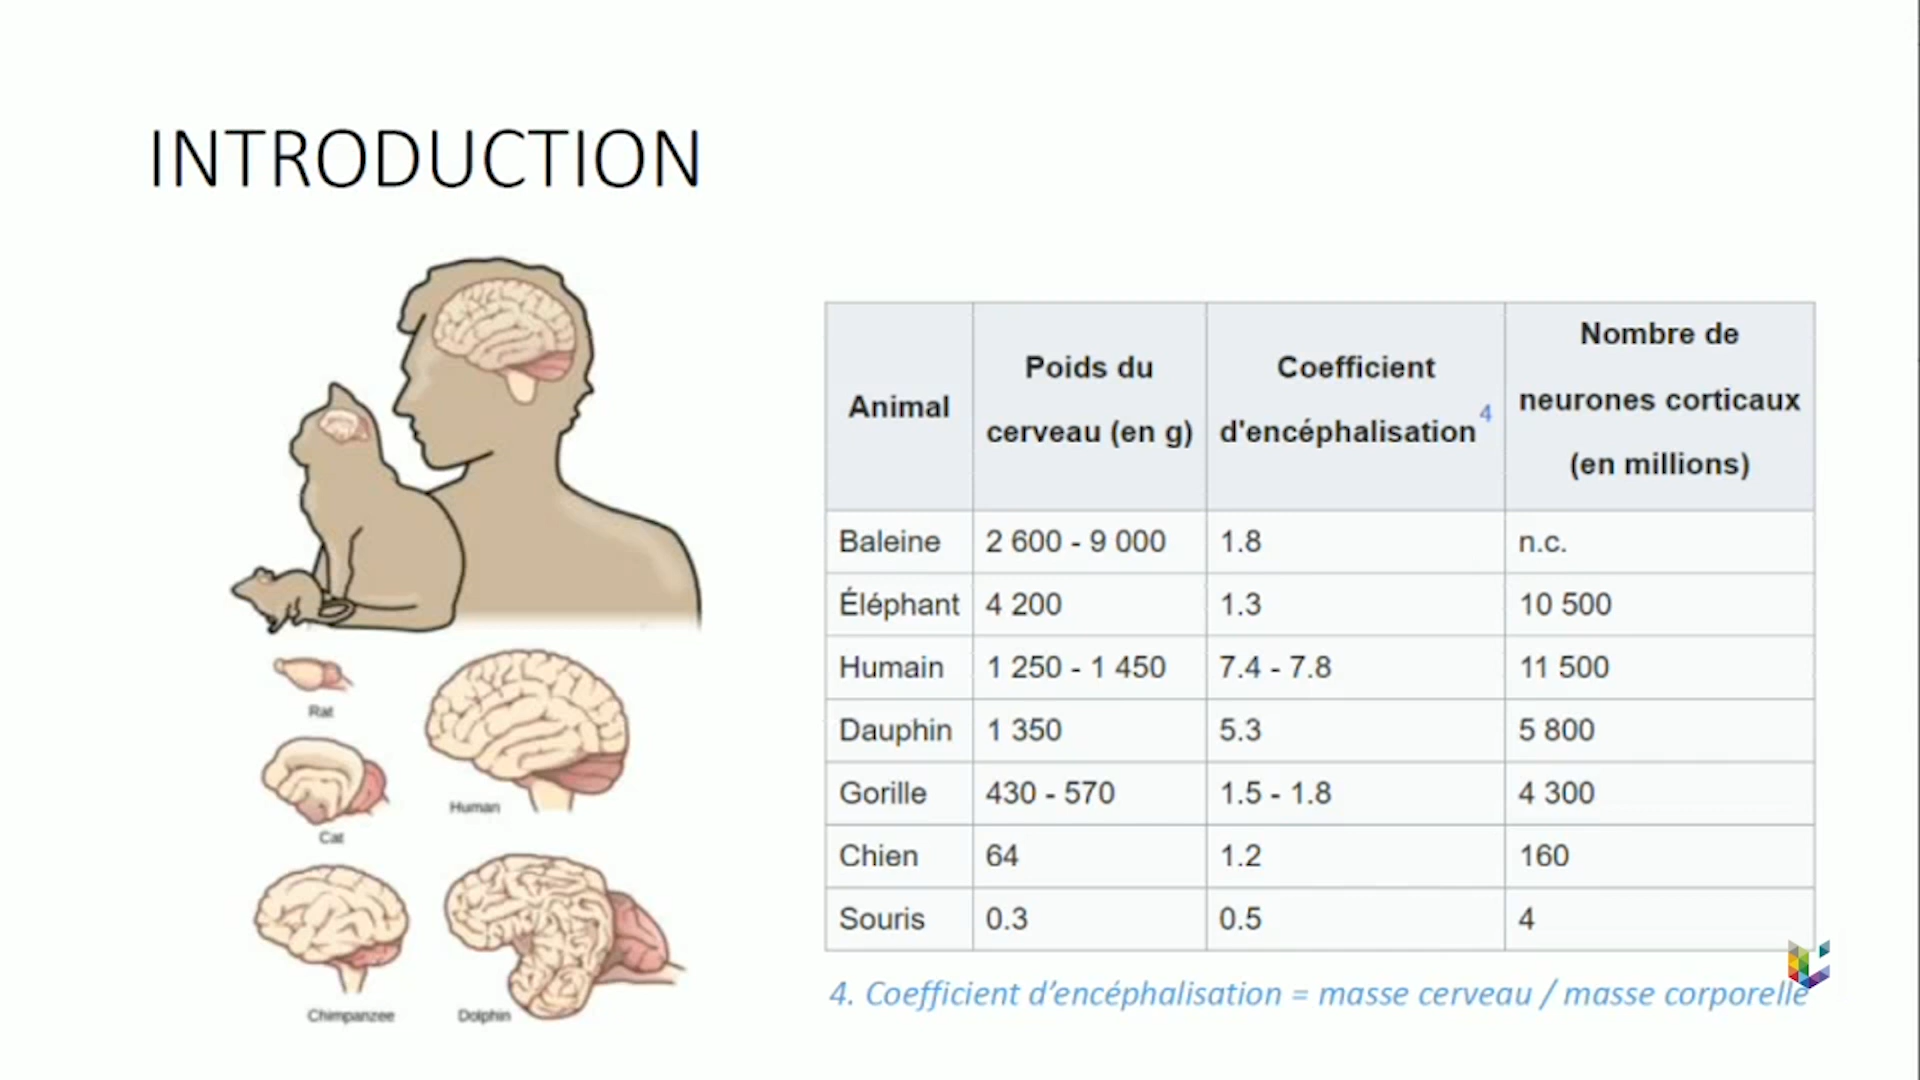 INTRODUCTION
Rat
Human
Cat
Chimpanzee
Dolphin
Animal
Poids du
cerveau (en g)
Coefficient
d'encéphalisation 4
Nombre de
neurones corticaux
(en millions)
Baleine 2 600 - 9 000 1.8 n.c.
Éléphant 4 200 1.3 10 500
Humain 1 250 - 1 450 7.4 - 7.8 11 500
Dauphin 1 350 5.3 5 800
Gorille 430 - 570 1.5 - 1.8 4 300
Chien 64 1.2 160
Souris 0.3 0.5 4
4. Coefficient d’encéphalisation = masse cerveau / masse corporelle